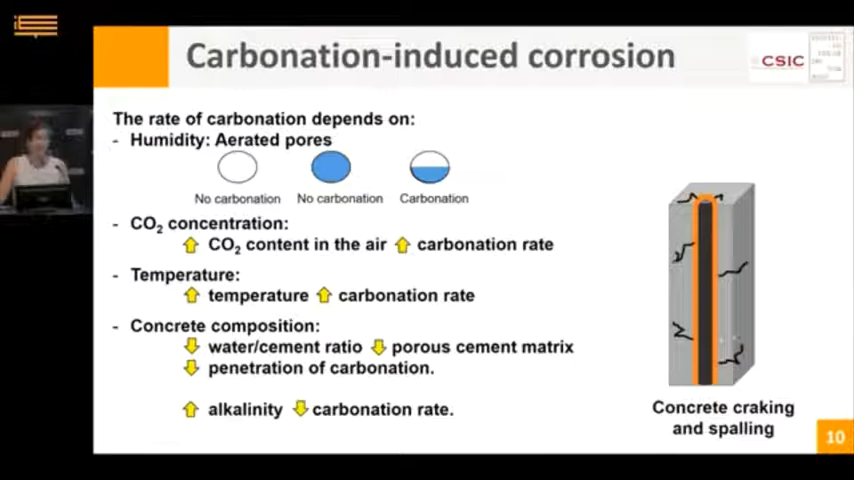 Carbonation-induced corrosion
CSIC
The rate of carbonation depends on:
- Humidity: Aerated pores
No carbonation No carbonation Carbonation
- CO₂ concentration:
CO₂ content in the air carbonation rate
- Temperature:
temperature carbonation rate
- Concrete composition:
water/cement ratio porous cement matrix
penetration of carbonation.
alkalinity carbonation rate.
Concrete craking
and spalling
10